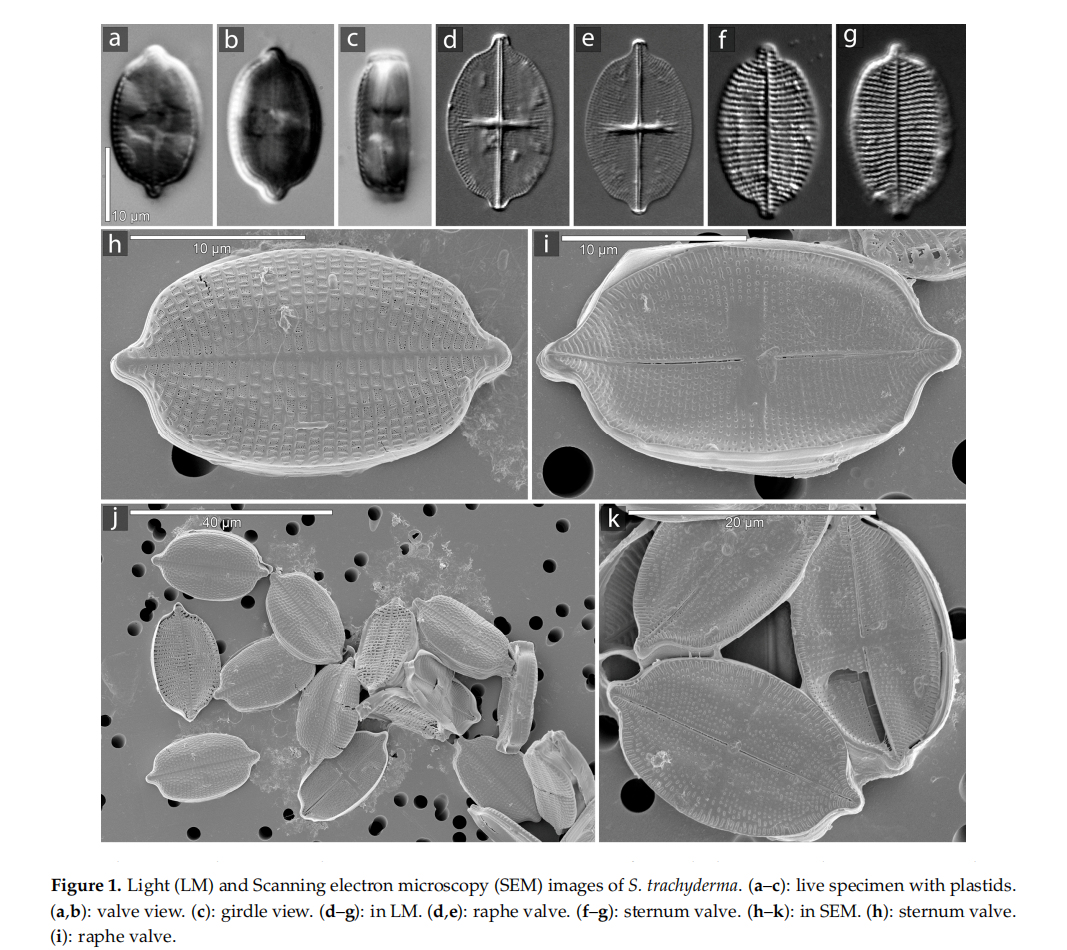 a b c d e f g
10 µm
h i
10 µm 10 µm
j k
40 µm 20 µm
Figure 1. Light (LM) and Scanning electron microscopy (SEM) images of S. trachyderma. (a–c): live specimen with plastids.
(a,b): valve view. (c): girdle view. (d–g): in LM. (d,e): raphe valve. (f–g): sternum valve. (h–k): in SEM. (h): sternum valve.
(i): raphe valve.